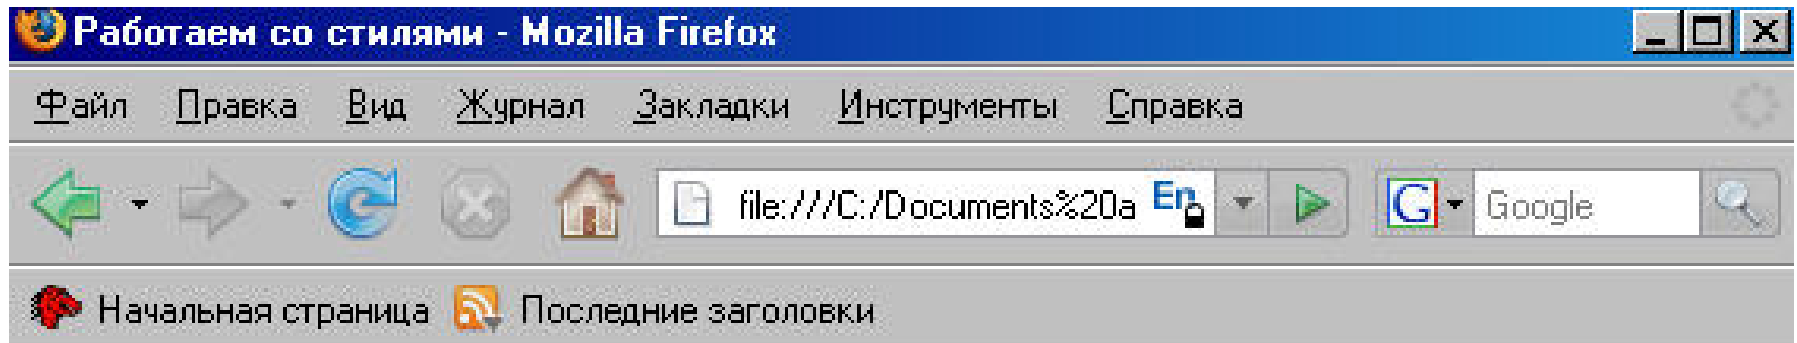 Работаем со стилями - Mozilla Firefox
Файл Правка Вид Журнал Закладки Инструменты Справка
file:///C:/Documents%20a En G Google
Начальная страница Последние заголовки